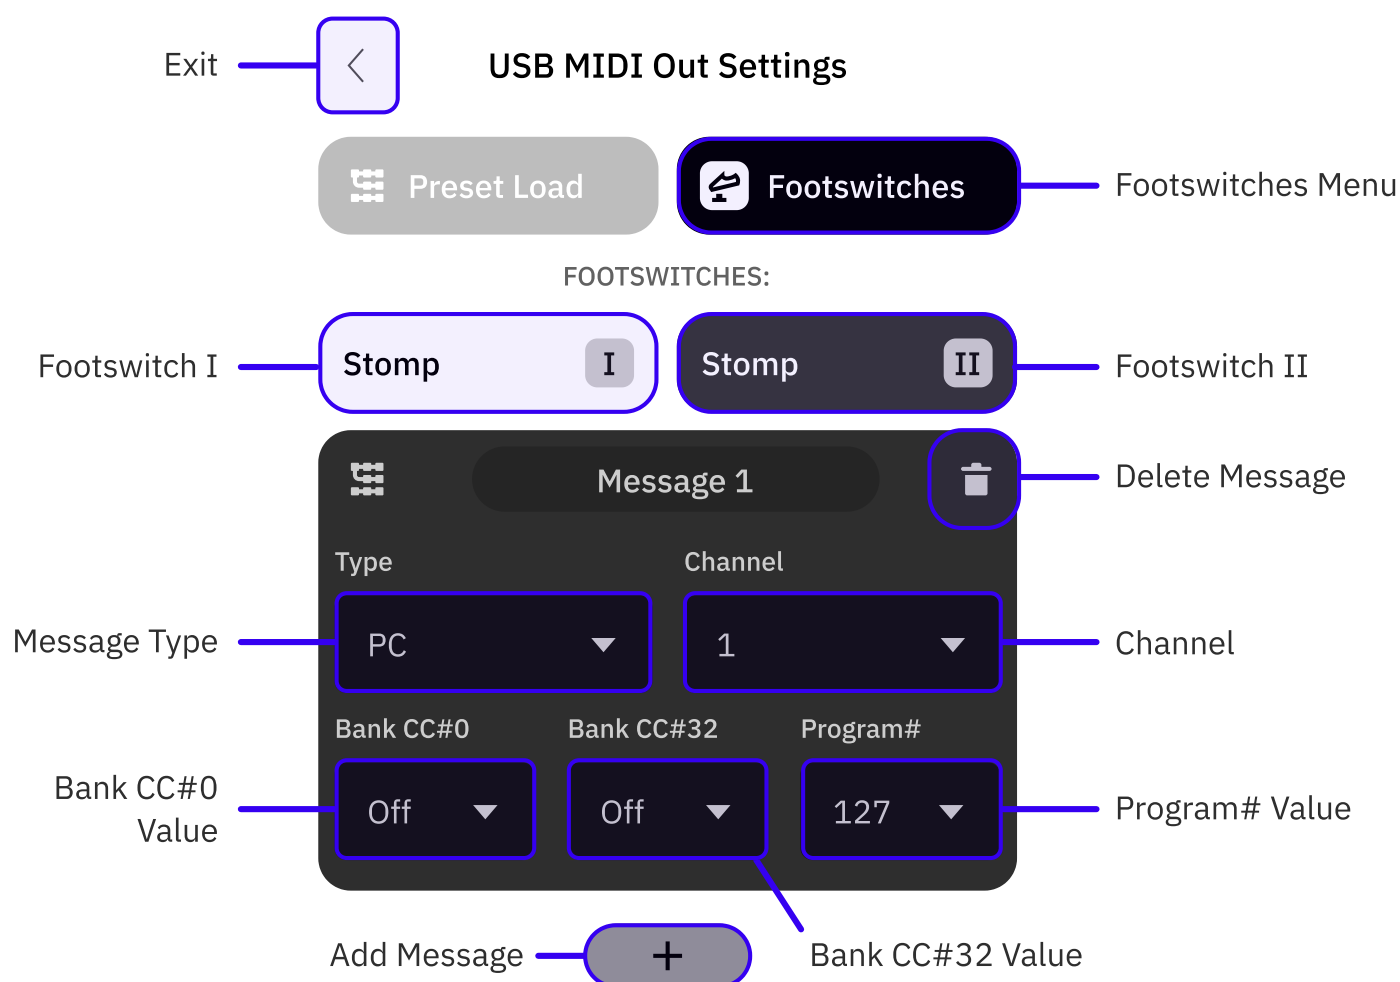 Exit
USB MIDI Out Settings
Preset Load
Footswitches
Footswitches Menu
FOOTSWITCHES:
Footswitch I
Stomp I
Stomp II
Footswitch II
Message 1
Delete Message
Type
Channel
Message Type
PC
1
Channel
Bank CC#0
Bank CC#32
Program#
Bank CC#0
Value
Off
Off
127
Program# Value
Add Message
+
Bank CC#32 Value